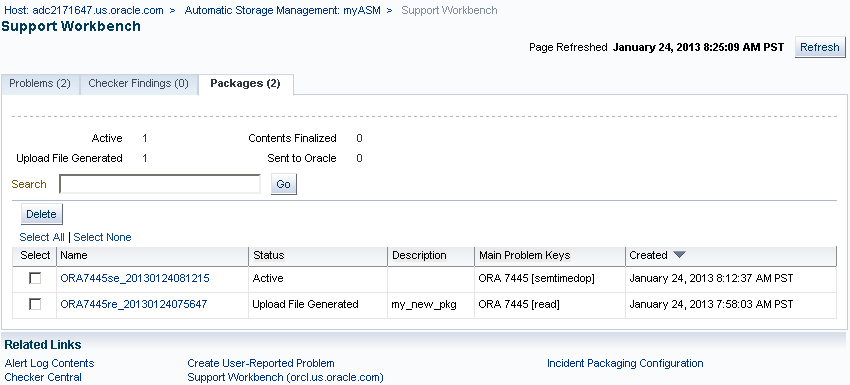 Host: adc2171647.us.oracle.com > Automatic Storage Management: myASM > Support Workbench
Support Workbench
Page Refreshed January 24, 2013 8:25:09 AM PST Refresh
Problems (2) Checker Findings (0) Packages (2)
Active 1 Contents Finalized 0
Upload File Generated 1 Sent to Oracle 0
Search Go
Delete
Select All | Select None
Select Name Status Description Main Problem Keys Created
ORA7445se_20130124081215 Active ORA 7445 [semtimedop] January 24, 2013 8:12:37 AM PST
ORA7445re_20130124075647 Upload File Generated my_new_pkg ORA 7445 [read] January 24, 2013 7:58:03 AM PST
Related Links
Alert Log Contents Create User-Reported Problem Incident Packaging Configuration
Checker Central Support Workbench (orcl.us.oracle.com)